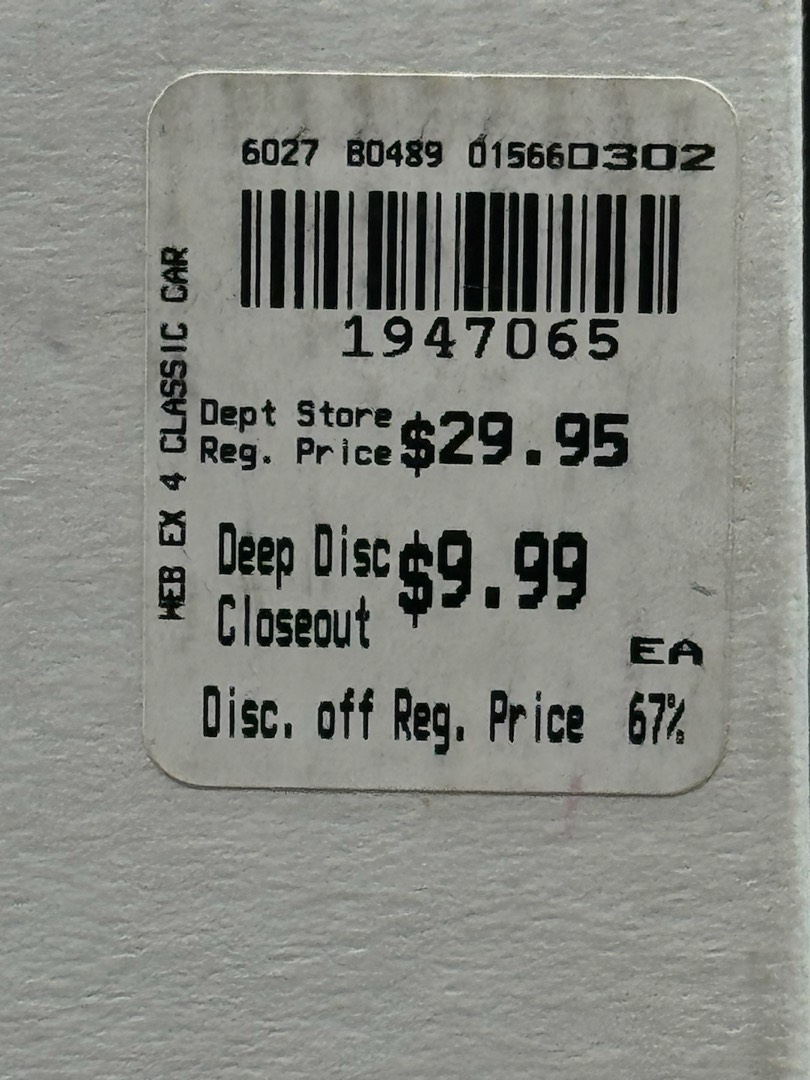 6027 B0489 0156660302
1947065
WEB EX 4 CLASSIC CAR
Dept Store
Reg. Price $29.95
Deep Disc
Closeout $9.99
EA
Disc. off Reg. Price 67%